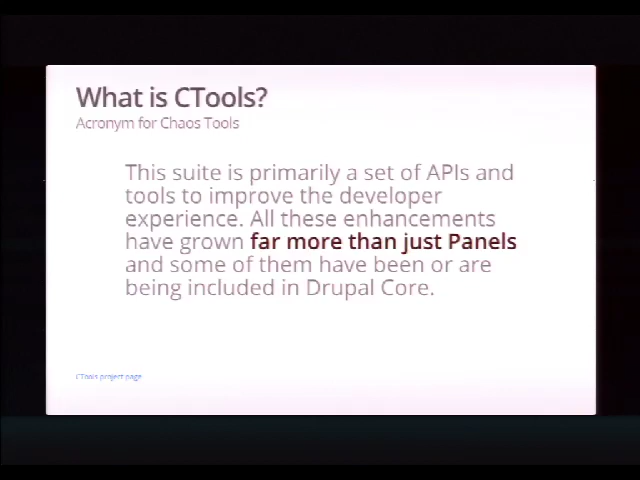 What is CTools?
Acronym for Chaos Tools
This suite is primarily a set of APIs and
tools to improve the developer
experience. All these enhancements
have grown far more than just Panels
and some of them have been or are
being included in Drupal Core.
CTools project page